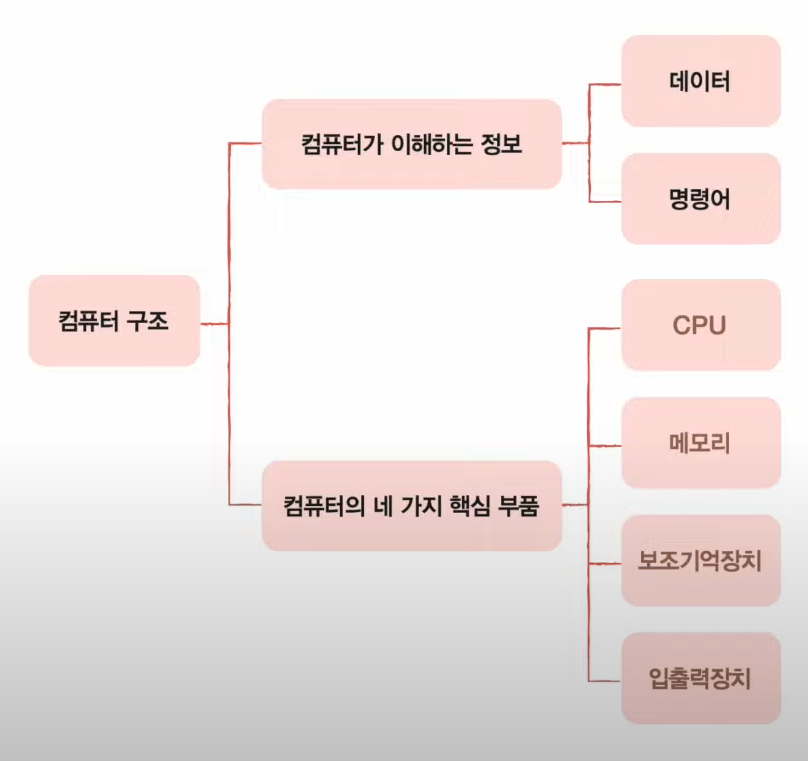 데이터
컴퓨터가 이해하는 정보
명령어
컴퓨터 구조
CPU
메모리
컴퓨터의 네 가지 핵심 부품
보조기억장치
입출력장치